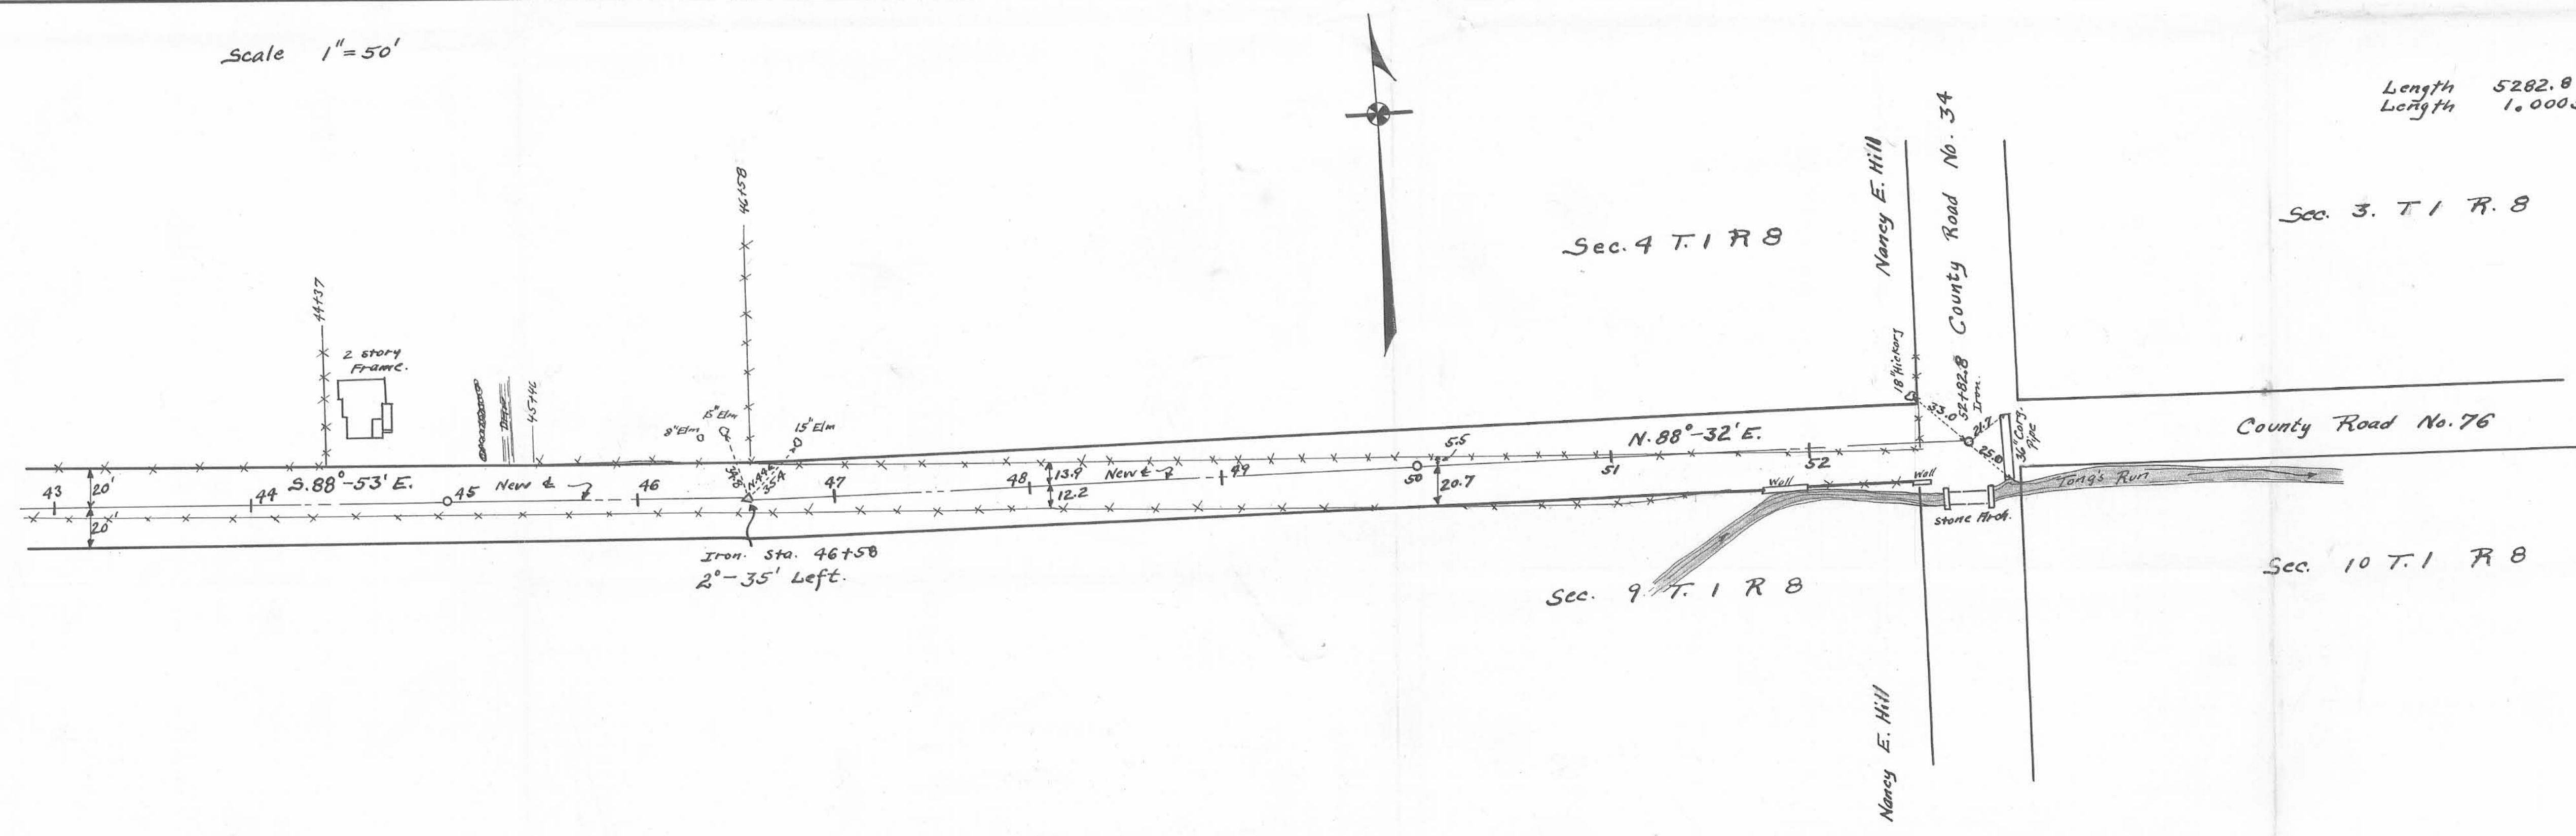 Scale 1"=50'
Length 5282.8
Length 1.000
Sec. 3. T 1 R. 8
Sec. 4 T. 1 R 8
Nancy E. Hill
County Road No. 34
52+82.8
Iron.
18" Hickory
33.0
21.7
25.0
36" Corg.
Pipe
County Road No. 76
46+58
44+37
2 story
Frame.
45+46
8" Elm
15" Elm
15" Elm
N. 88°-32' E.
5.5
20.7
13.9
12.2
New ℄
43
20'
20'
44
S. 88°-53' E.
45
New ℄
46
47
48
49
50
51
52
Wall
Wall
Long's Run
Stone Arch.
Iron. Sta. 46+58
2°-35' Left.
Sec. 9 T. 1 R 8
Sec. 10 T. 1 R 8
Nancy E. Hill